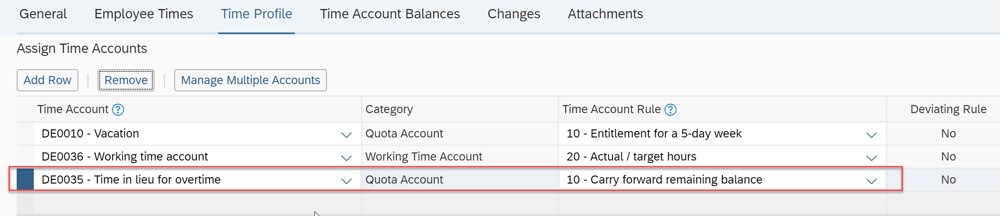 General Employee Times Time Profile Time Account Balances Changes Attachments
Assign Time Accounts
Add Row Remove Manage Multiple Accounts
Time Account ? Category Time Account Rule ? Deviating Rule
DE0010 - Vacation Quota Account 10 - Entitlement for a 5-day week No
DE0036 - Working time account Working Time Account 20 - Actual / target hours No
DE0035 - Time in lieu for overtime Quota Account 10 - Carry forward remaining balance No